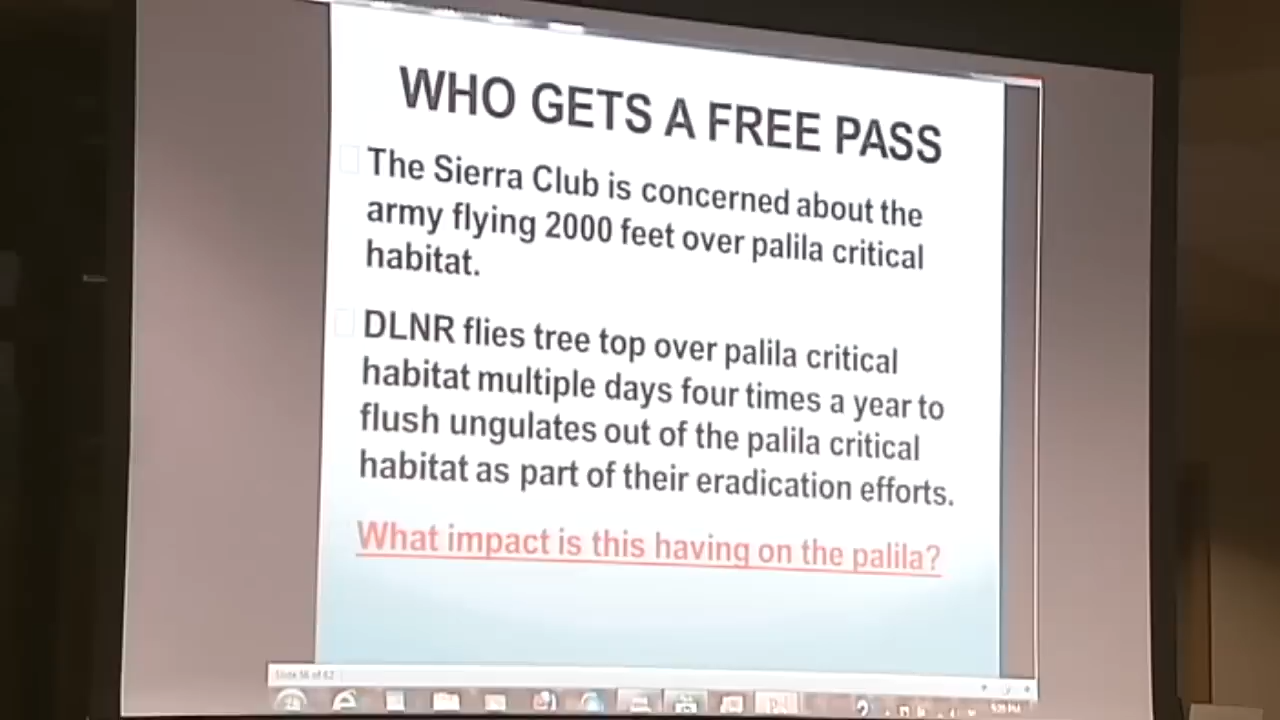 WHO GETS A FREE PASS
The Sierra Club is concerned about the
army flying 2000 feet over palila critical
habitat.
DLNR flies tree top over palila critical
habitat multiple days four times a year to
flush ungulates out of the palila critical
habitat as part of their eradication efforts.
What impact is this having on the palila?